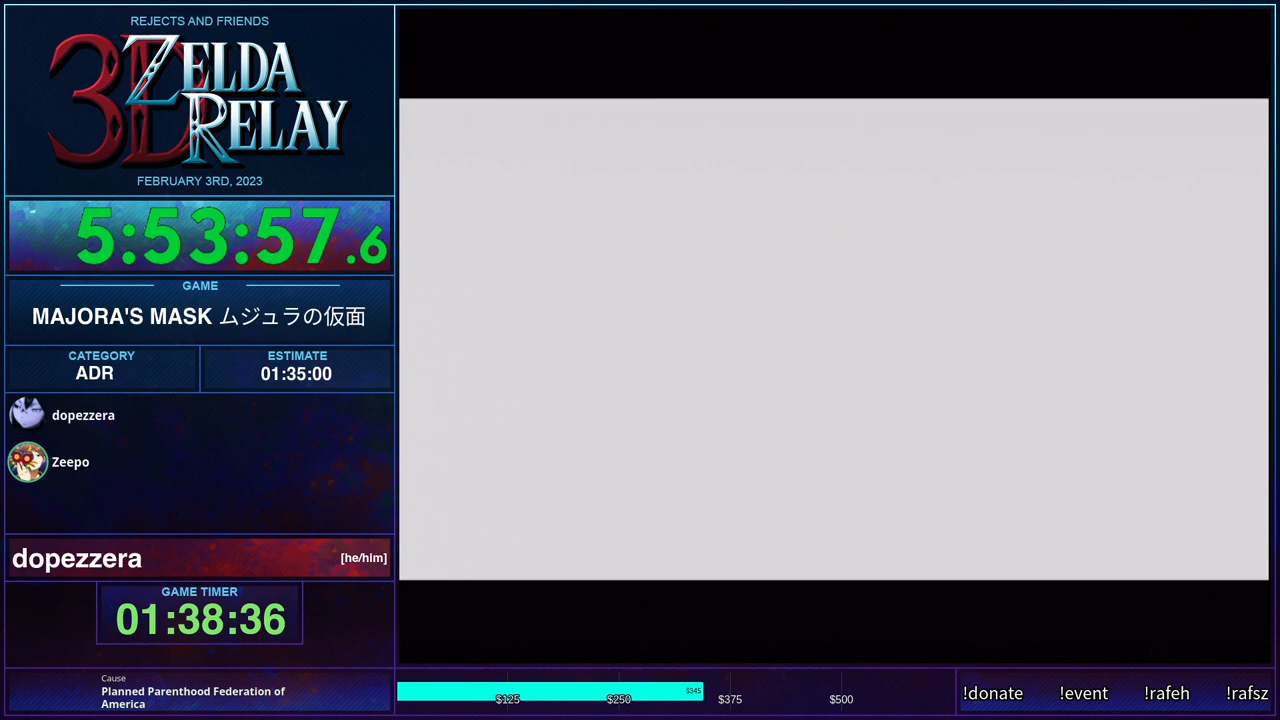 REJECTS AND FRIENDS
3D ZELDA
RELAY
FEBRUARY 3RD, 2023
5:53:57.6
GAME
MAJORA'S MASK ムジュラの仮面
CATEGORY
ADR
ESTIMATE
01:35:00
dopezzera
Zeepo
dopezzera [he/him]
GAME TIMER
01:38:36
Cause
Planned Parenthood Federation of
America
$345
$125 $250 $375 $500
!donate !event !rafeh !rafsz